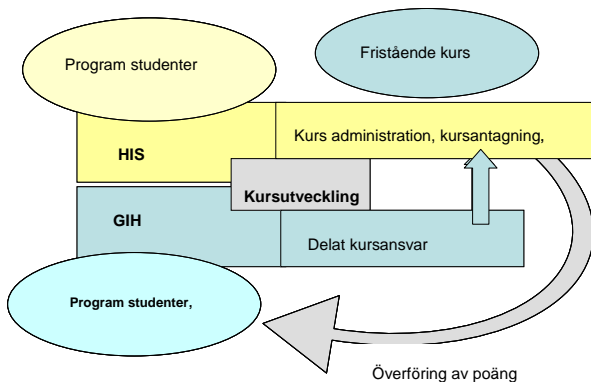 Program studenter
Fristående kurs
Kurs administration, kursantagning,
HIS
Kursutveckling
GIH
Delat kursansvar
Program studenter,
Överföring av poäng